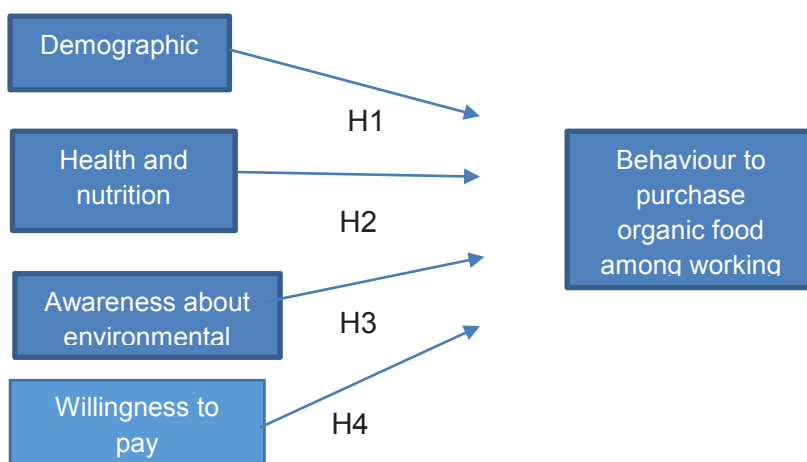 Demographic
H1
Health and
nutrition
H2
Behaviour to
purchase
organic food
among working
Awareness about
environmental
H3
Willingness to
pay
H4